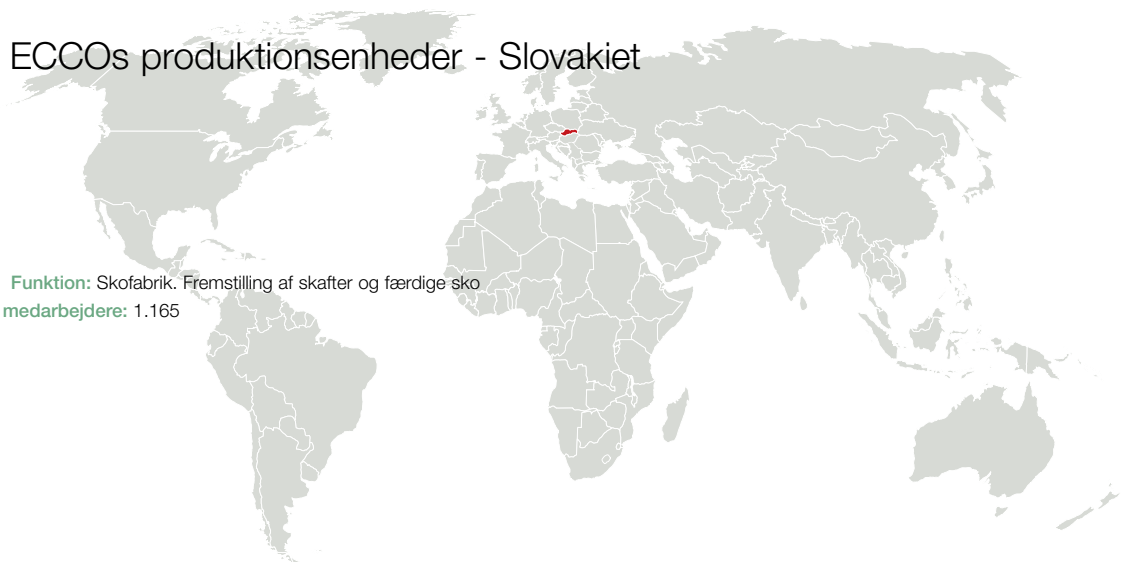 ECCOs produktionsenheder - Slovakiet
Funktion: Skofabrik. Fremstilling af skafter og færdige sko
medarbejdere: 1.165